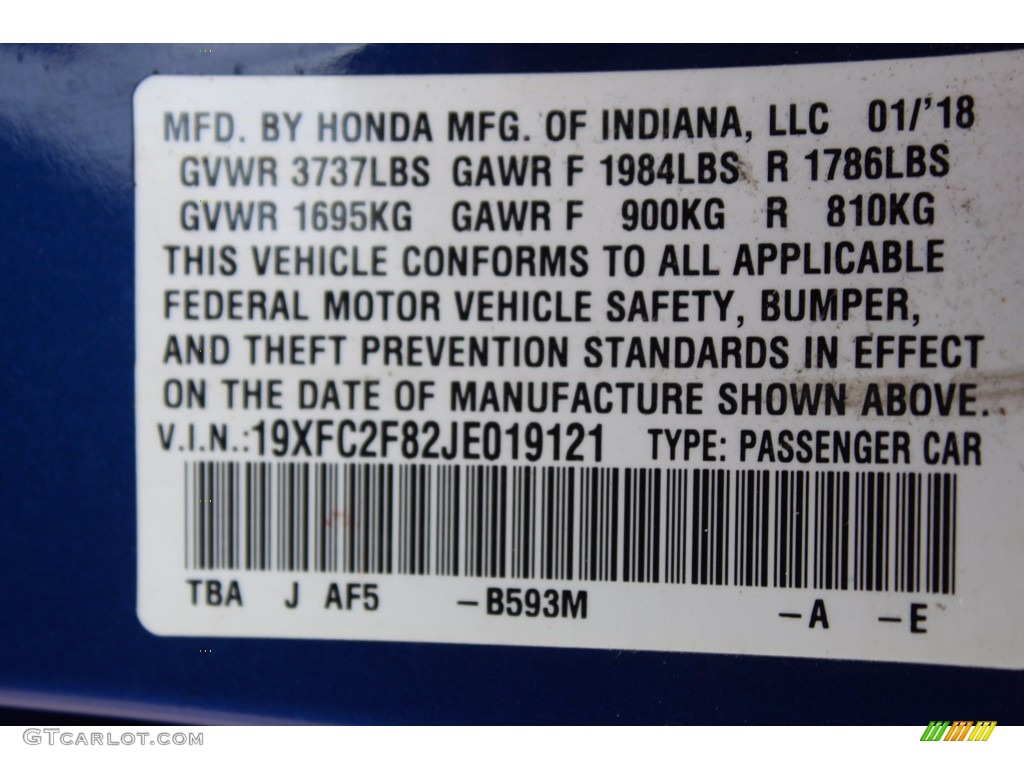 MFD. BY HONDA MFG. OF INDIANA, LLC 01/'18
GVWR 3737LBS GAWR F 1984LBS R 1786LBS
GVWR 1695KG GAWR F 900KG R 810KG
THIS VEHICLE CONFORMS TO ALL APPLICABLE
FEDERAL MOTOR VEHICLE SAFETY, BUMPER,
AND THEFT PREVENTION STANDARDS IN EFFECT
ON THE DATE OF MANUFACTURE SHOWN ABOVE.
V.I.N.:19XFC2F82JE019121 TYPE: PASSENGER CAR
TBA J AF5 –B593M –A –E
GTCarlot.com